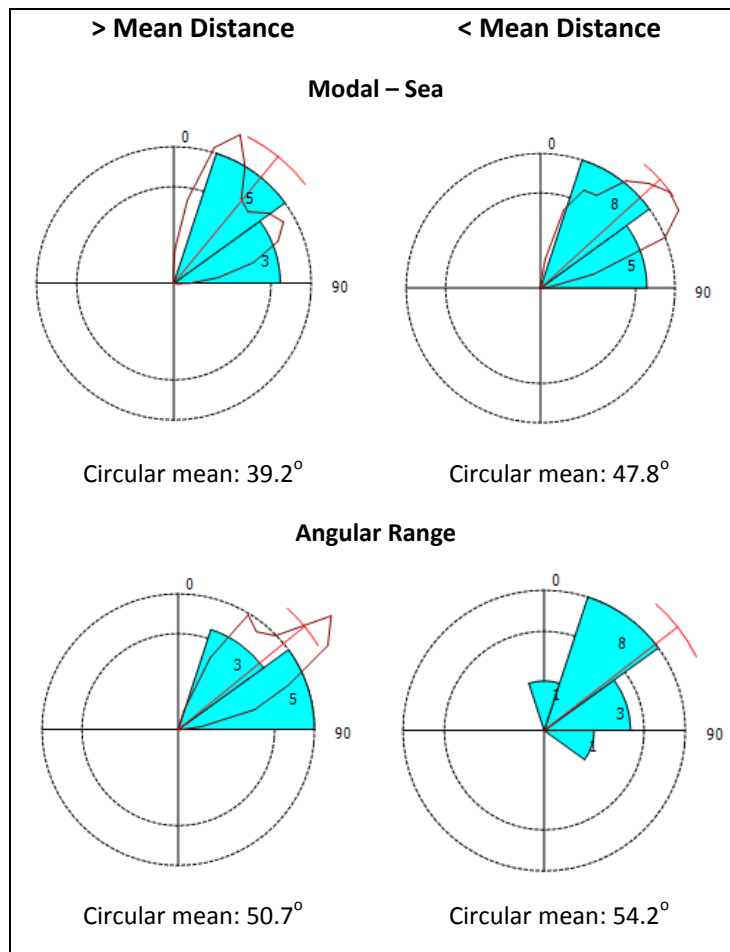 > Mean Distance < Mean Distance
Modal – Sea
0 0
5 8
3 5
90 90
Circular mean: 39.2° Circular mean: 47.8°
Angular Range
0 0
3 8
5 1 3
90 1 90
Circular mean: 50.7° Circular mean: 54.2°